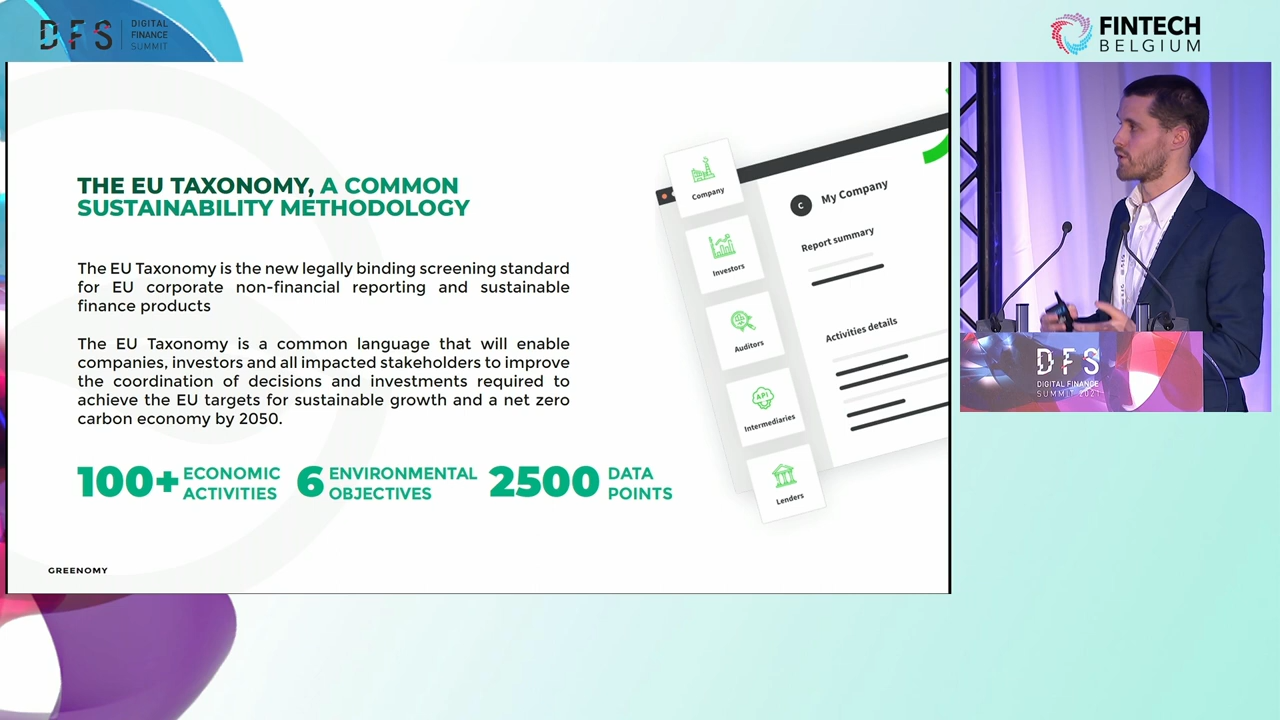 DFS
DIGITAL
FINANCE
SUMMIT
FINTECH
BELGIUM
THE EU TAXONOMY, A COMMON
SUSTAINABILITY METHODOLOGY
The EU Taxonomy is the new legally binding screening standard
for EU corporate non-financial reporting and sustainable
finance products
The EU Taxonomy is a common language that will enable
companies, investors and all impacted stakeholders to improve
the coordination of decisions and investments required to
achieve the EU targets for sustainable growth and a net zero
carbon economy by 2050.
100+ ECONOMIC
ACTIVITIES
6 ENVIRONMENTAL
OBJECTIVES
2500 DATA
POINTS
GREENOMY
Company
Investors
Auditors
API
Intermediaries
Lenders
C My Company
Report summary
Activities details
DFS
DIGITAL FINANCE
SUMMIT 2021